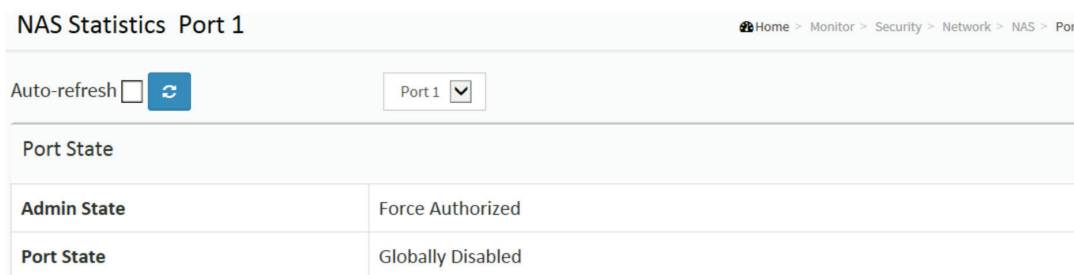 NAS Statistics Port 1
Home > Monitor > Security > Network > NAS >
Auto-refresh
Port 1
Port State
Admin State Force Authorized
Port State Globally Disabled